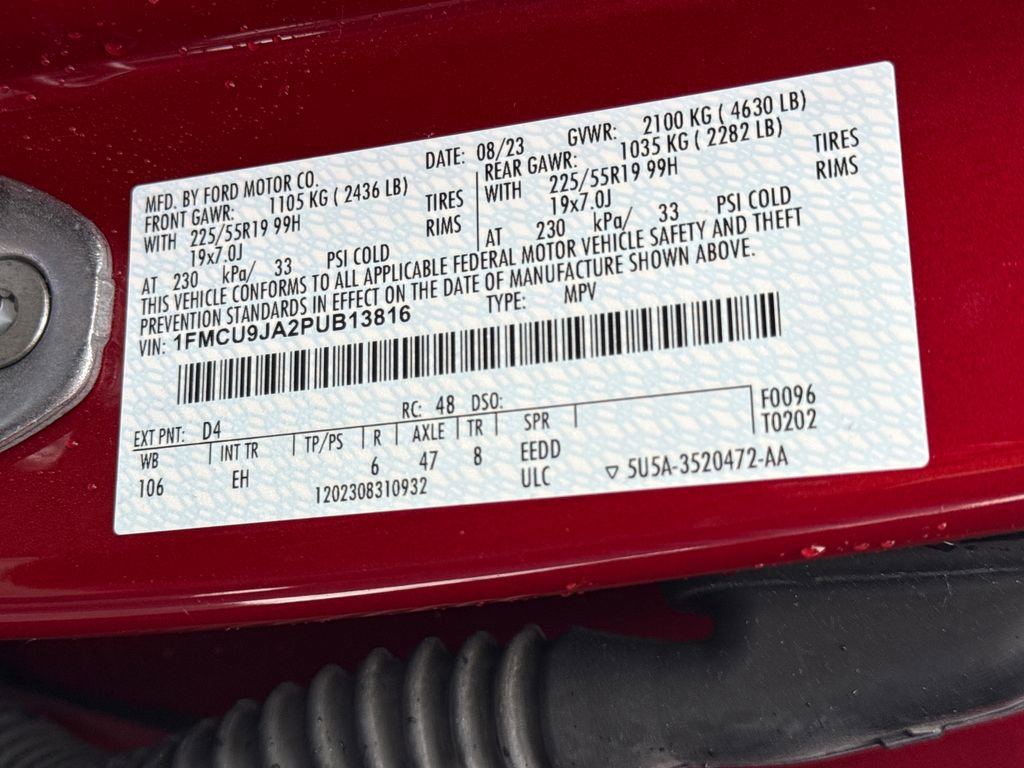 MFD. BY FORD MOTOR CO.
DATE: 08/23 GVWR: 2100 KG ( 4630 LB)
FRONT GAWR: 1105 KG ( 2436 LB)
WITH 225/55R19 99H TIRES
19x7.0J RIMS
AT 230 kPa/ 33 PSI COLD
REAR GAWR: 1035 KG ( 2282 LB)
WITH 225/55R19 99H TIRES
19x7.0J RIMS
AT 230 kPa/ 33 PSI COLD
THIS VEHICLE CONFORMS TO ALL APPLICABLE FEDERAL MOTOR VEHICLE SAFETY AND THEFT
PREVENTION STANDARDS IN EFFECT ON THE DATE OF MANUFACTURE SHOWN ABOVE.
VIN: 1FMCU9JA2PUB13816 TYPE: MPV
EXT PNT: D4 RC: 48 DSO: F0096
WB INT TR TP/PS R AXLE TR SPR T0202
106 EH 6 47 8 EEDD
1202308310932 ULC ▽ 5U5A-3520472-AA